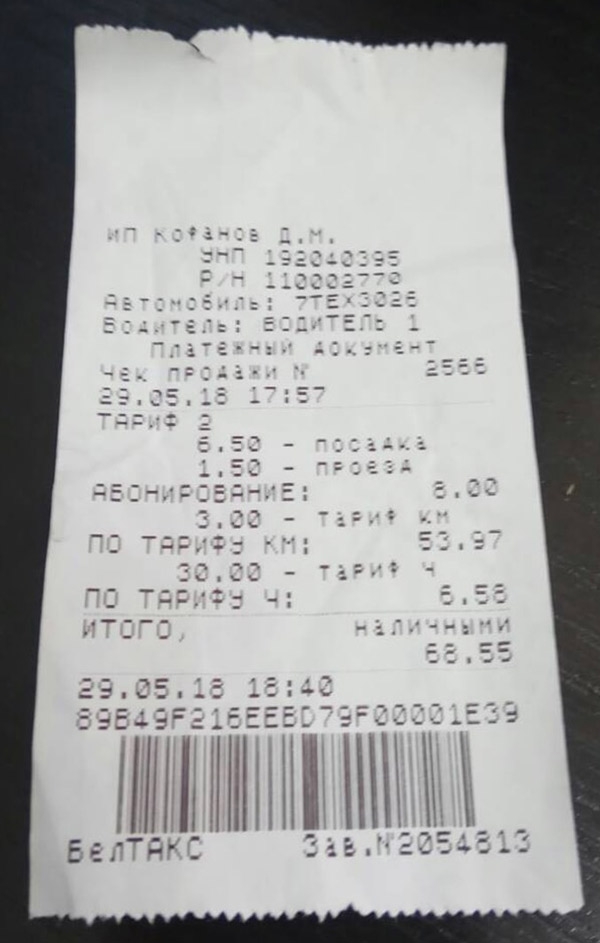 ИП Кофанов Д.М.
УНП 192040395
Р/Н 110002770
Автомобиль: 7ТЕХ3026
Водитель: ВОДИТЕЛЬ 1
Платежный документ
Чек продажи № 2566
29.05.18 17:57
ТАРИФ 2
6.50 - посадка
1.50 - проезд
АБОНИРОВАНИЕ: 8.00
3.00 - тариф км
ПО ТАРИФУ КМ: 53.97
30.00 - тариф ч
ПО ТАРИФУ Ч: 6.58
ИТОГО, наличными
68.55
29.05.18 18:40
89B49F216EEBD79F00001E39
БелТАКС Зав.№2054813